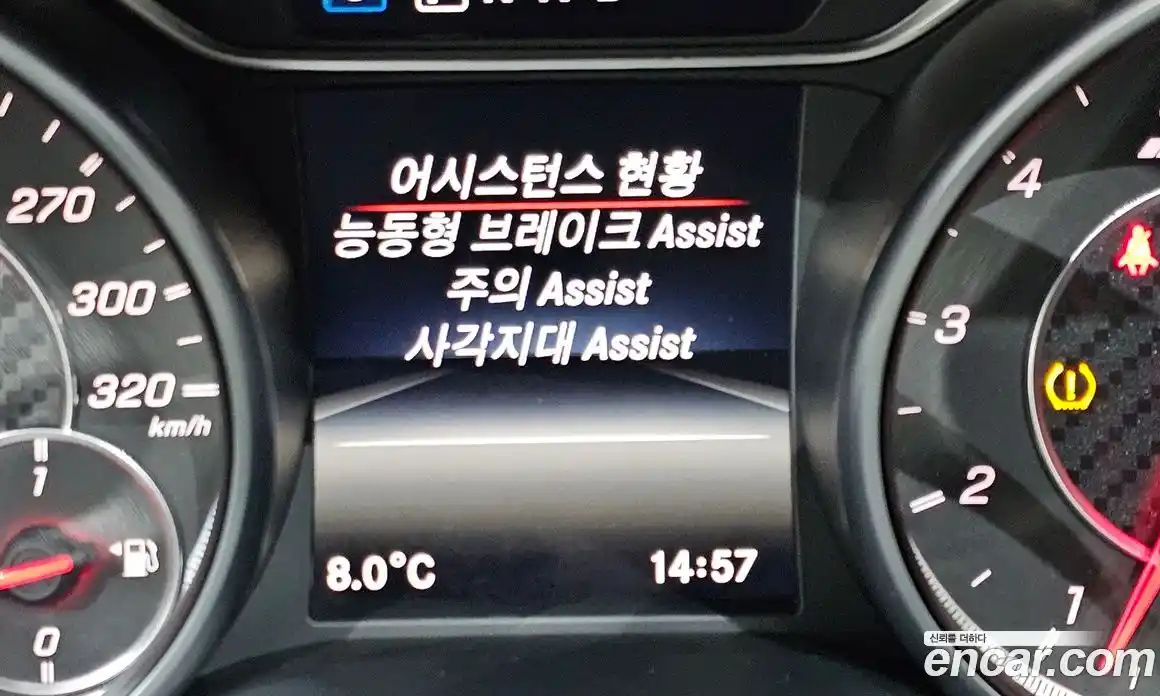 어시스턴스 현황
능동형 브레이크 Assist
주의 Assist
사각지대 Assist
8.0°C
14:57
270
300
320
km/h
1
0
4
3
2
1
신뢰를 더하다
encar.com